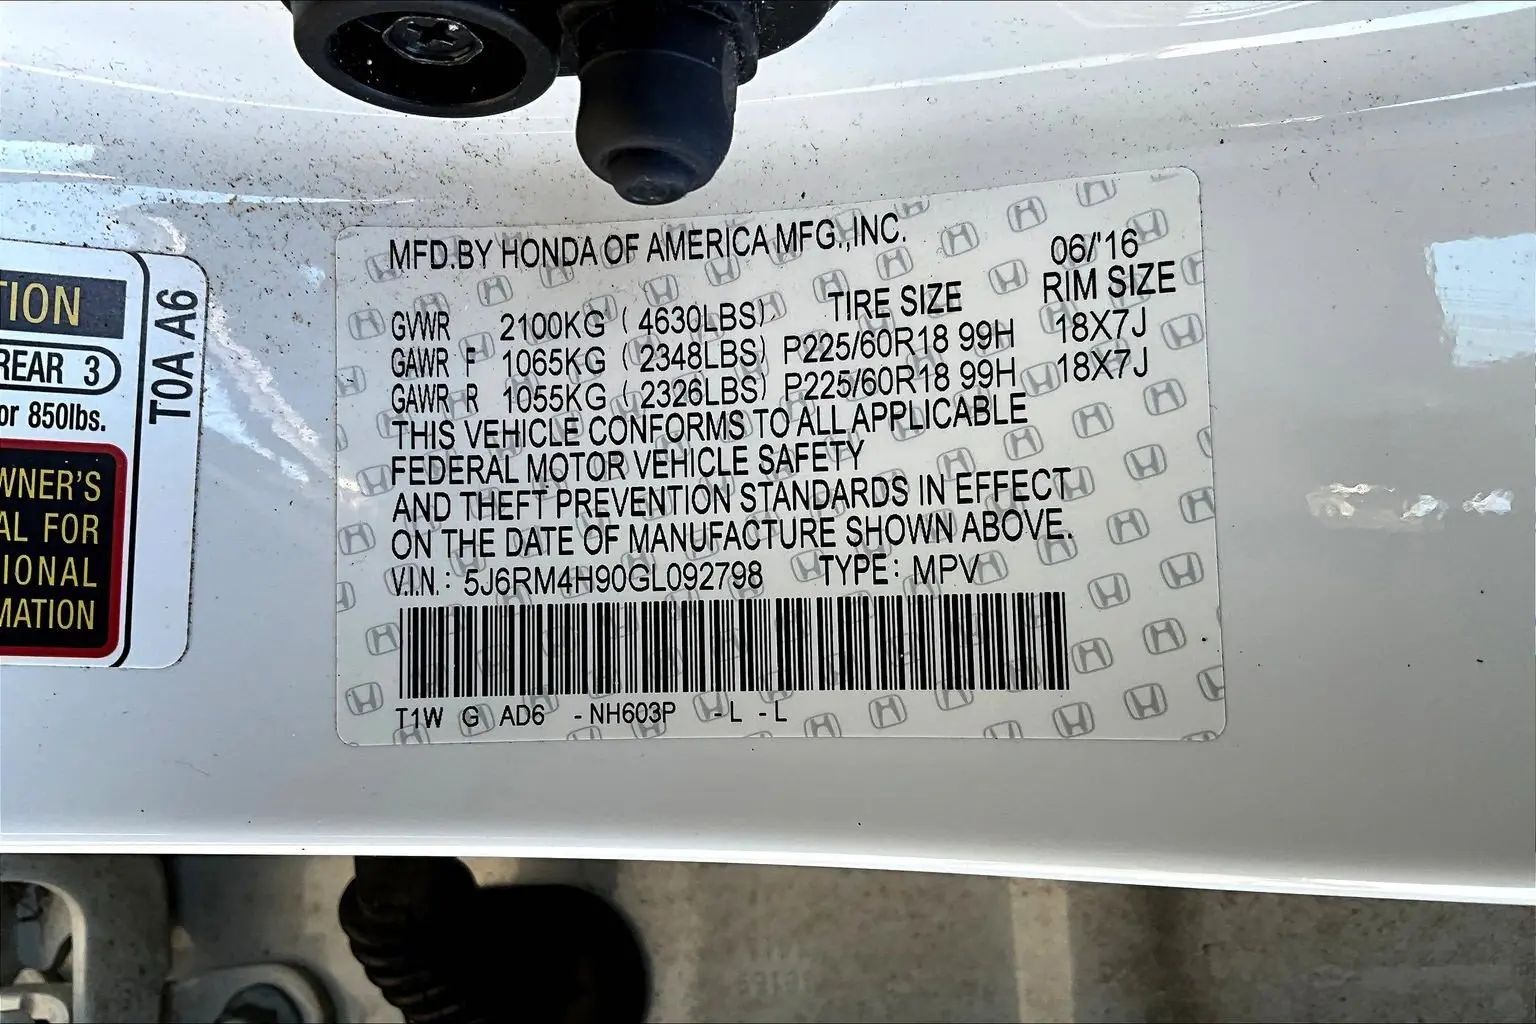 TION
REAR 3
or 850lbs.
WNER'S
AL FOR
IONAL
MATION
T0A A6
MFD.BY HONDA OF AMERICA MFG.,INC. 06/'16
TIRE SIZE RIM SIZE
GVWR 2100KG ( 4630LBS)
GAWR F 1065KG ( 2348LBS) P225/60R18 99H 18X7J
GAWR R 1055KG ( 2326LBS) P225/60R18 99H 18X7J
THIS VEHICLE CONFORMS TO ALL APPLICABLE
FEDERAL MOTOR VEHICLE SAFETY
AND THEFT PREVENTION STANDARDS IN EFFECT
ON THE DATE OF MANUFACTURE SHOWN ABOVE.
V.I.N.: 5J6RM4H90GL092798 TYPE: MPV
T1W G AD6 - NH603P - L - L